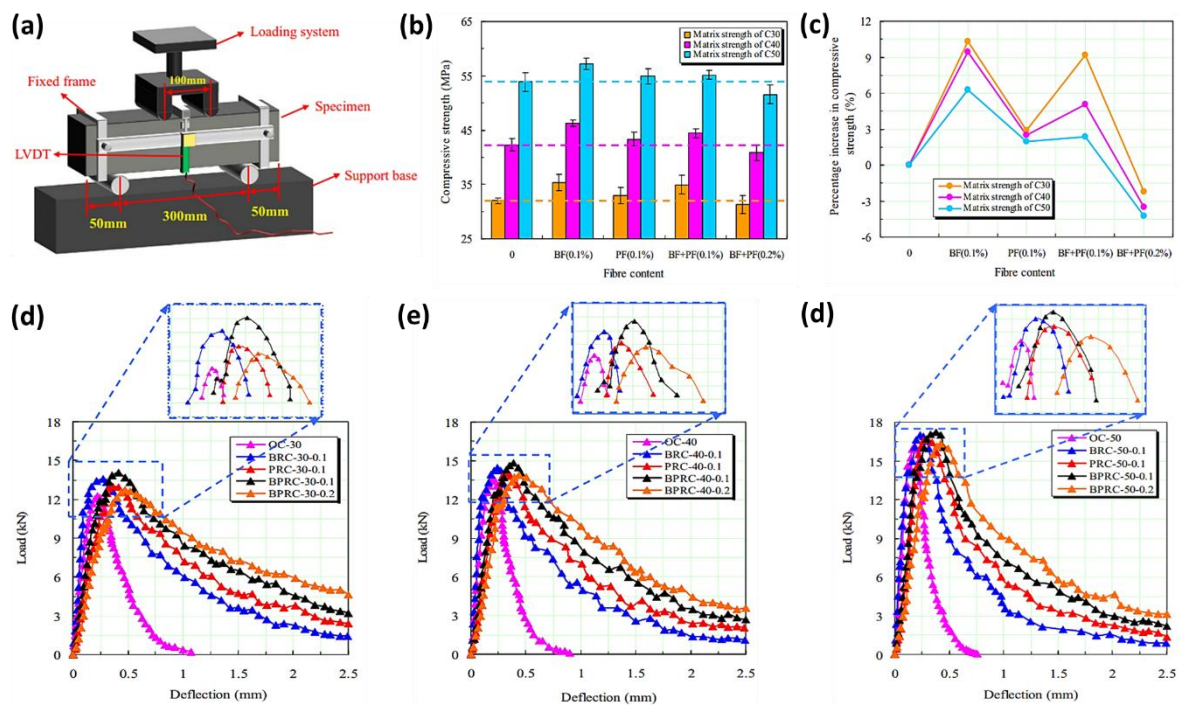 (a)
Loading system
Fixed frame
100mm
Specimen
LVDT
Support base
50mm
300mm
50mm
(b)
Compressive strength (MPa)
65
55
45
35
25
Matrix strength of C30
Matrix strength of C40
Matrix strength of C50
0
BF(0.1%)
PF(0.1%)
BF+PF(0.1%)
BF+PF(0.2%)
Fibre content
(c)
Percentage increase in compressive
strength (%)
12
9
6
3
0
-3
-6
Matrix strength of C30
Matrix strength of C40
Matrix strength of C50
0
BF(0.1%)
PF(0.1%)
BF+PF(0.1%)
BF+PF(0.2%)
Fibre content
(d)
Load (kN)
18
15
12
9
6
3
0
OC-30
BRC-30-0.1
PRC-30-0.1
BPRC-30-0.1
BPRC-30-0.2
0
0.5
1
1.5
2
2.5
Deflection (mm)
(e)
Load (kN)
18
15
12
9
6
3
0
OC-40
BRC-40-0.1
PRC-40-0.1
BPRC-40-0.1
BPRC-40-0.2
0
0.5
1
1.5
2
2.5
Deflection (mm)
(d)
Load (kN)
18
15
12
9
6
3
0
OC-50
BRC-50-0.1
PRC-50-0.1
BPRC-50-0.1
BPRC-50-0.2
0
0.5
1
1.5
2
2.5
Deflection (mm)